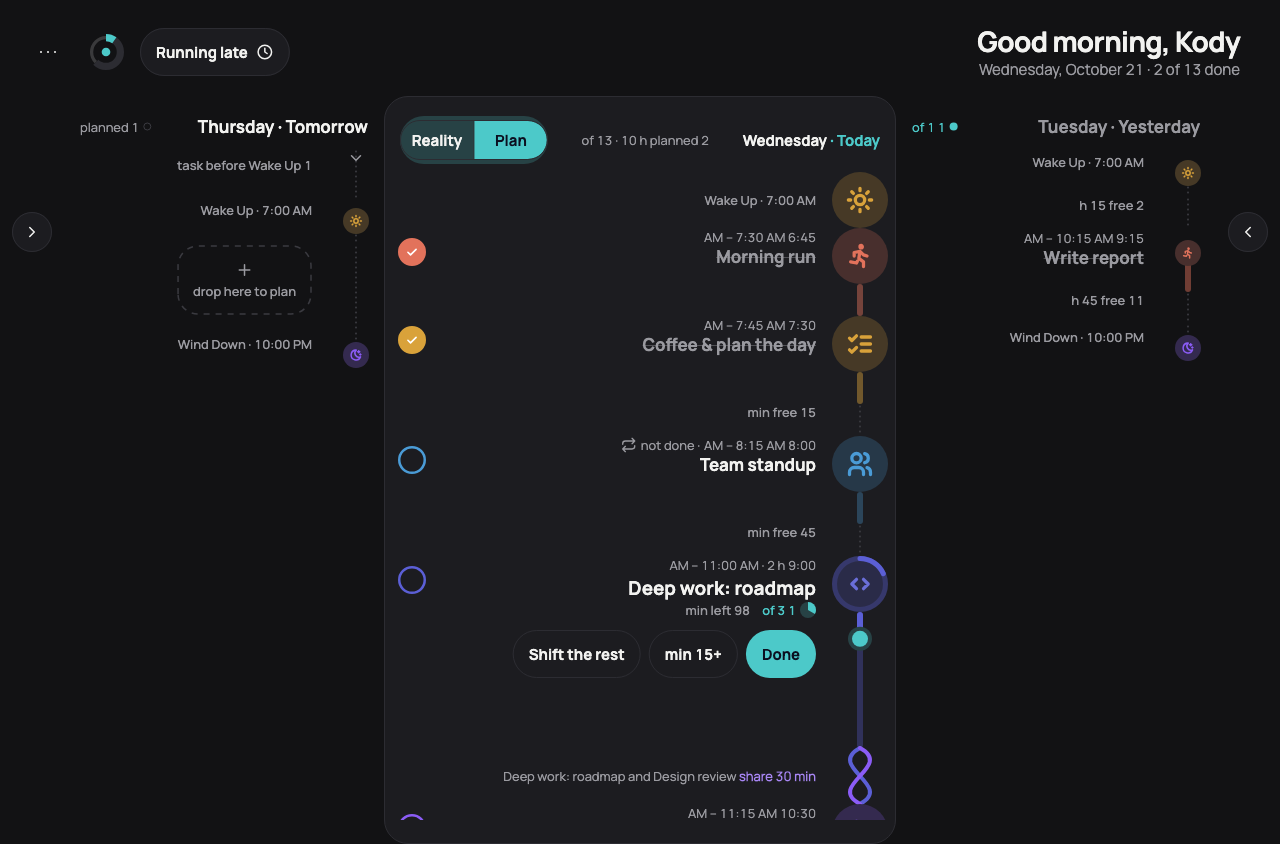 Running late
Good morning, Kody
Wednesday, October 21 · 2 of 13 done
planned 1
Thursday · Tomorrow
task before Wake Up 1
Wake Up · 7:00 AM
drop here to plan
Wind Down · 10:00 PM
Reality
Plan
of 13 · 10 h planned 2
Wednesday · Today
Wake Up · 7:00 AM
AM – 7:30 AM 6:45
Morning run
AM – 7:45 AM 7:30
Coffee & plan the day
min free 15
not done · AM – 8:15 AM 8:00
Team standup
min free 45
AM – 11:00 AM · 2 h 9:00
Deep work: roadmap
min left 98 of 3 1
Shift the rest
min 15+
Done
Deep work: roadmap and Design review share 30 min
AM – 11:15 AM 10:30
of 1 1
Tuesday · Yesterday
Wake Up · 7:00 AM
h 15 free 2
AM – 10:15 AM 9:15
Write report
h 45 free 11
Wind Down · 10:00 PM